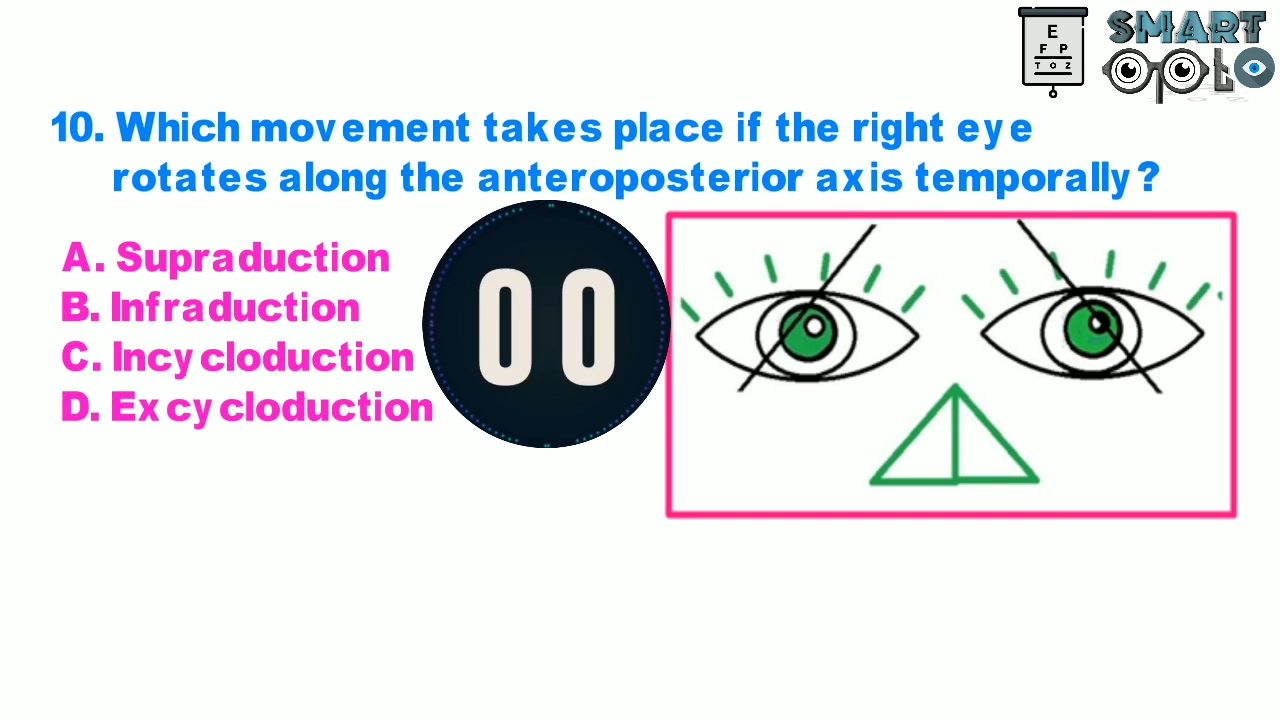 E
F P
T O Z
SMART
opto
10. Which movement takes place if the right eye
rotates along the anteroposterior axis temporally?
A. Supraduction
B. Infraduction
C. Incycloduction
D. Excycloduction
00